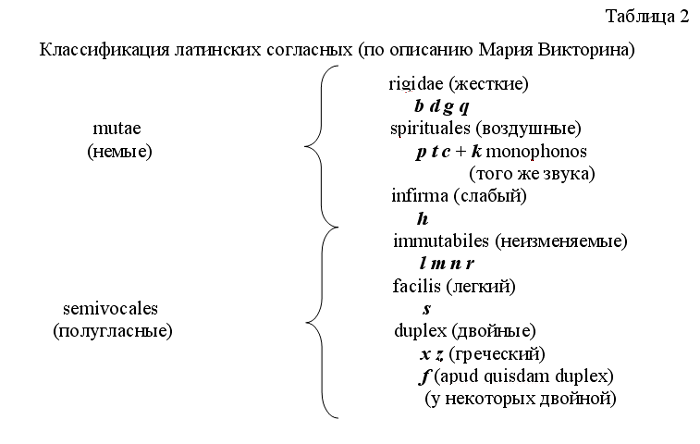 Таблица 2
Классификация латинских согласных (по описанию Мария Викторина)
mutae
(немые)
rigidae (жесткие)
b d g q
spirituales (воздушные)
p t c + k monophonos
(того же звука)
infirma (слабый)
h
semivocales
(полугласные)
immutabiles (неизменяемые)
l m n r
facilis (легкий)
s
duplex (двойные)
x z (греческий)
f (apud quisdam duplex)
(у некоторых двойной)